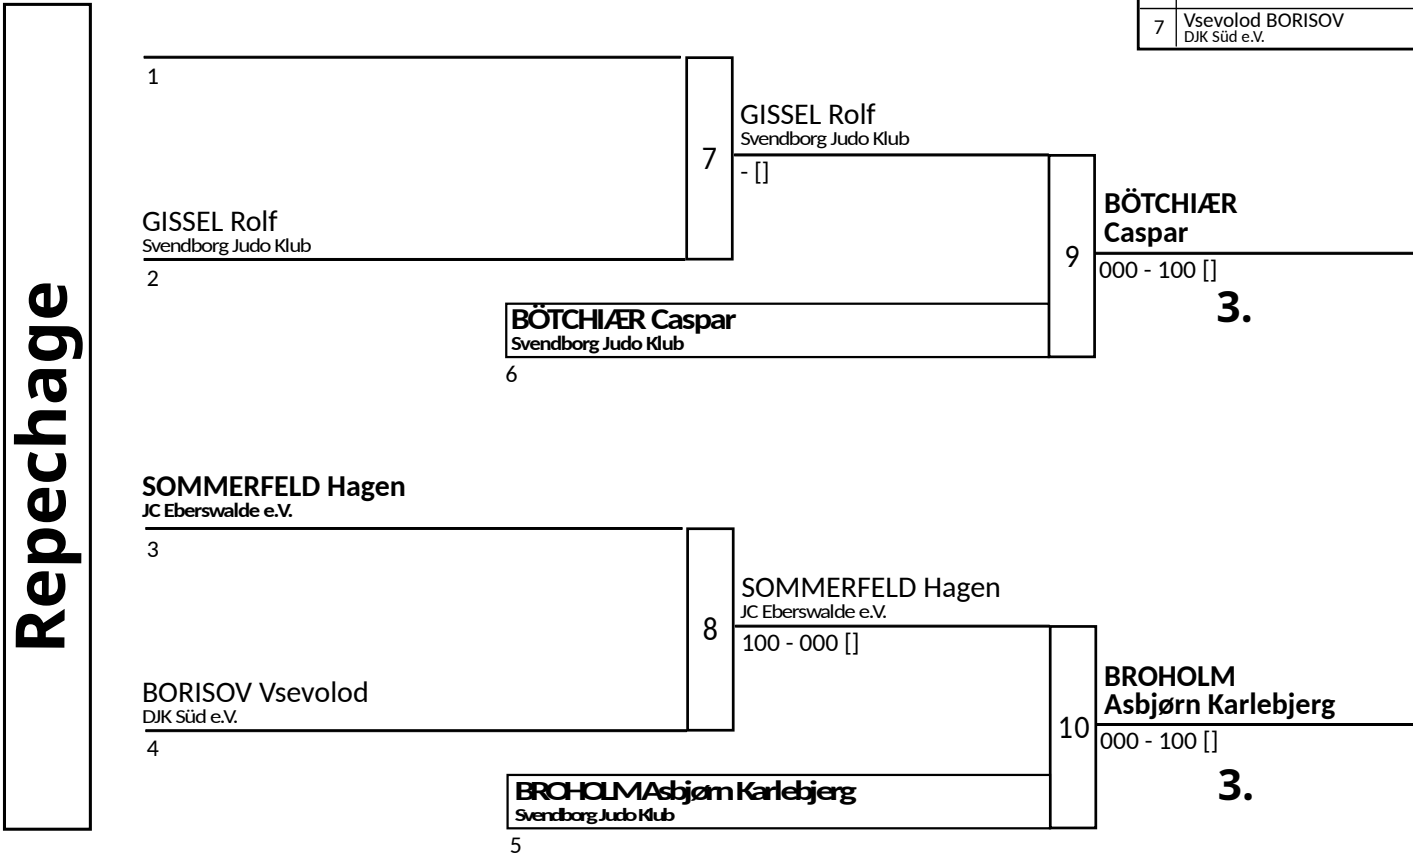 7
Vsevolod BORISOV
DJK Süd e.V.
Repechage
1
7
GISSEL Rolf
Svendborg Judo Klub
- []
GISSEL Rolf
Svendborg Judo Klub
2
9
BÖTCHIÆR
Caspar
000 - 100 []
3.
BÖTCHIÆR Caspar
Svendborg Judo Klub
6
SOMMERFELD Hagen
JC Eberswalde e.V.
3
8
SOMMERFELD Hagen
JC Eberswalde e.V.
100 - 000 []
BORISOV Vsevolod
DJK Süd e.V.
4
10
BROHOLM
Asbjørn Karlebjerg
000 - 100 []
3.
BROHOLM Asbjørn Karlebjerg
Svendborg Judo Klub
5